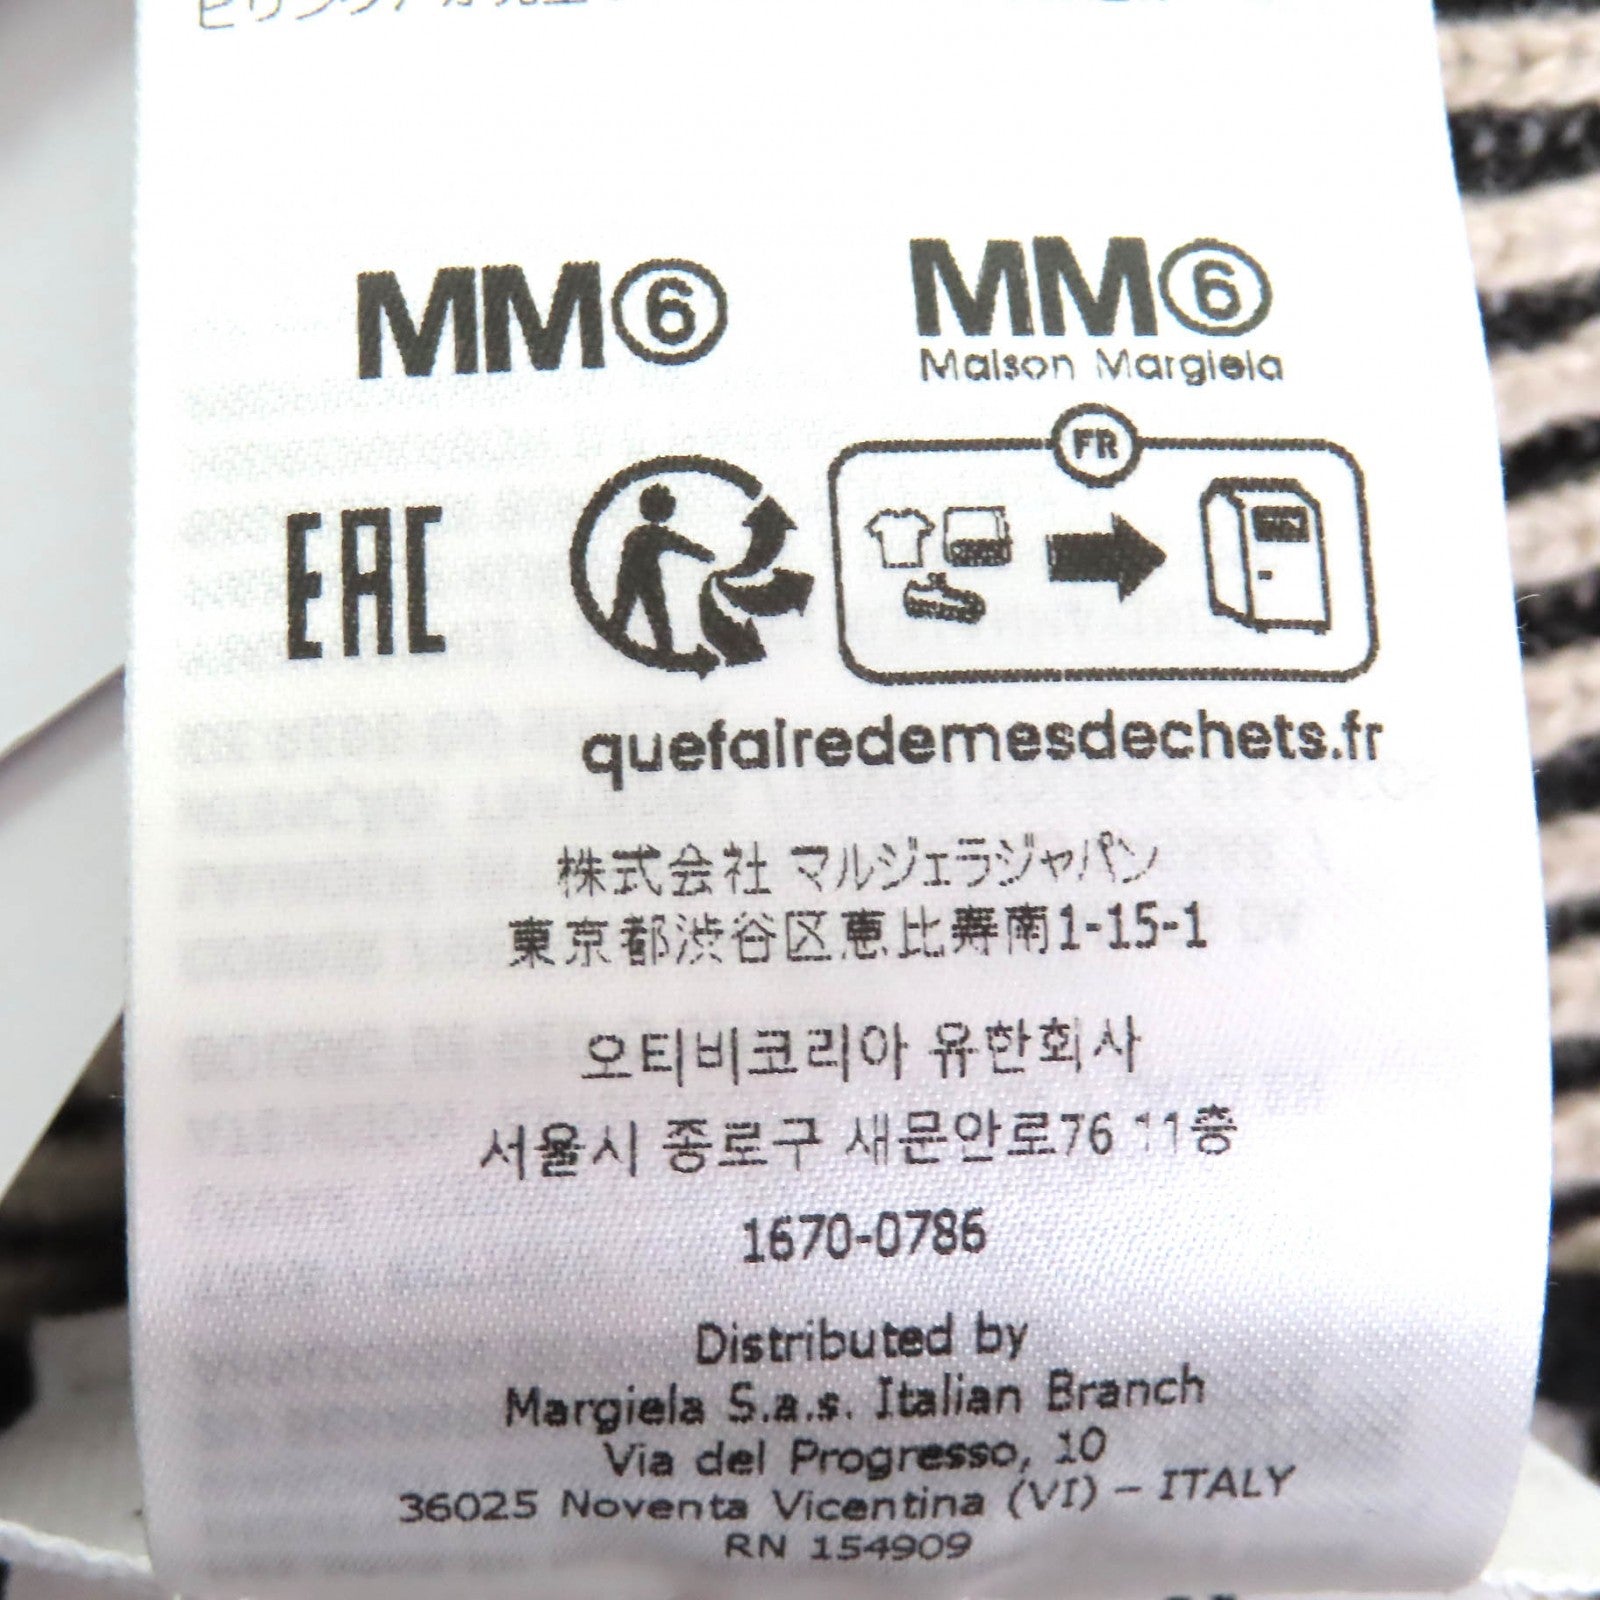 MM⑥
MM⑥
Maison Margiela
FR
EAC
quefairedemesdechets.fr
株式会社 マルジェラジャパン
東京都渋谷区恵比寿南1-15-1
오티비코리아 유한회사
서울시 종로구 새문안로76 11층
1670-0786
Distributed by
Margiela S.a.s. Italian Branch
Via del Progresso, 10
36025 Noventa Vicentina (VI) – ITALY
RN 154909